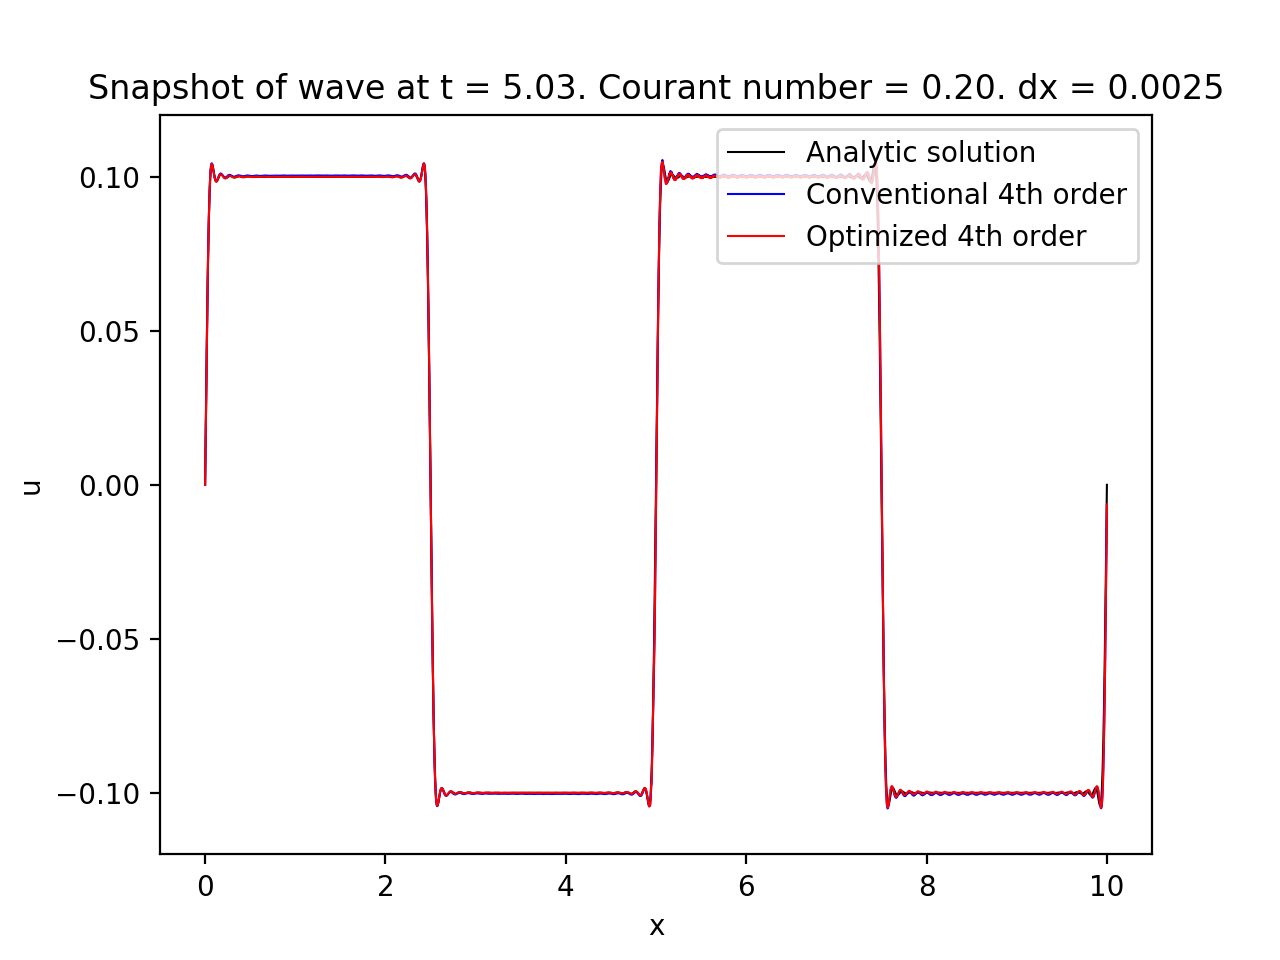 Snapshot of wave at t = 5.03. Courant number = 0.20. dx = 0.0025
Analytic solution
Conventional 4th order
Optimized 4th order
0.10
0.05
0.00
−0.05
−0.10
u
0 2 4 6 8 10
x